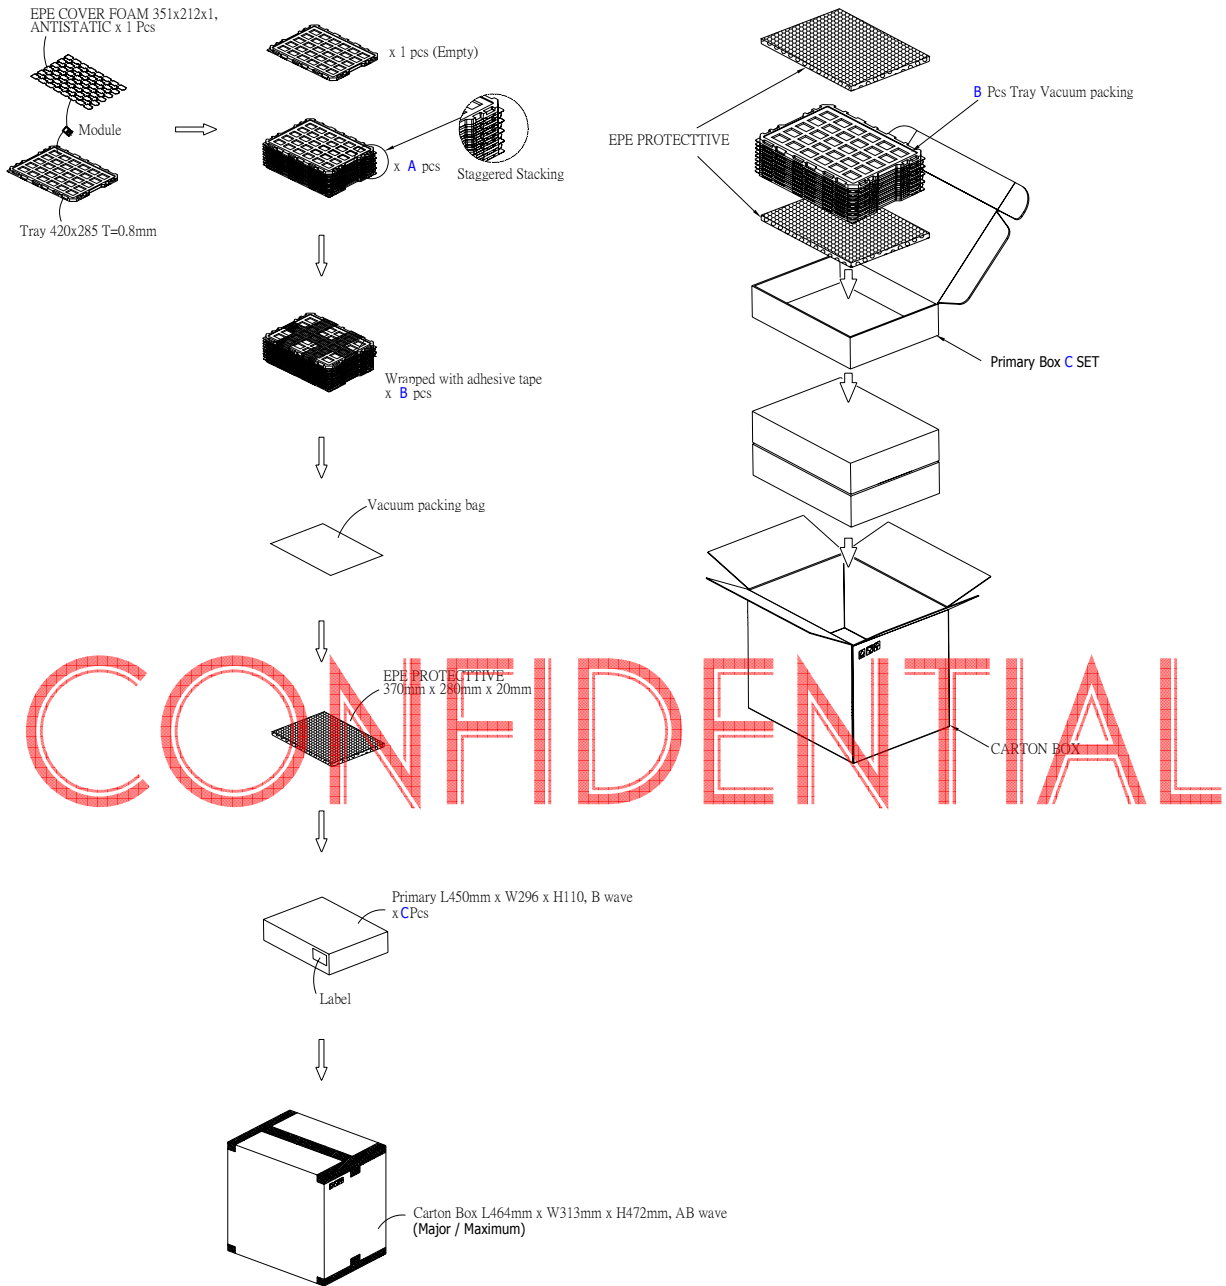 EPE COVER FOAM 351x212x1,
ANTISTATIC x 1 Pcs
Module
Tray 420x285 T=0.8mm
x 1 pcs (Empty)
x A pcs
Staggered Stacking
Wrapped with adhesive tape
x B pcs
Vacuum packing bag
EPE PROTECTTIVE
370mm x 280mm x 20mm
Primary L450mm x W296 x H110, B wave
x C Pcs
Label
Carton Box L464mm x W313mm x H472mm, AB wave
(Major / Maximum)
B Pcs Tray Vacuum packing
EPE PROTECTTIVE
Primary Box C SET
CARTON BOX
CONFIDENTIAL